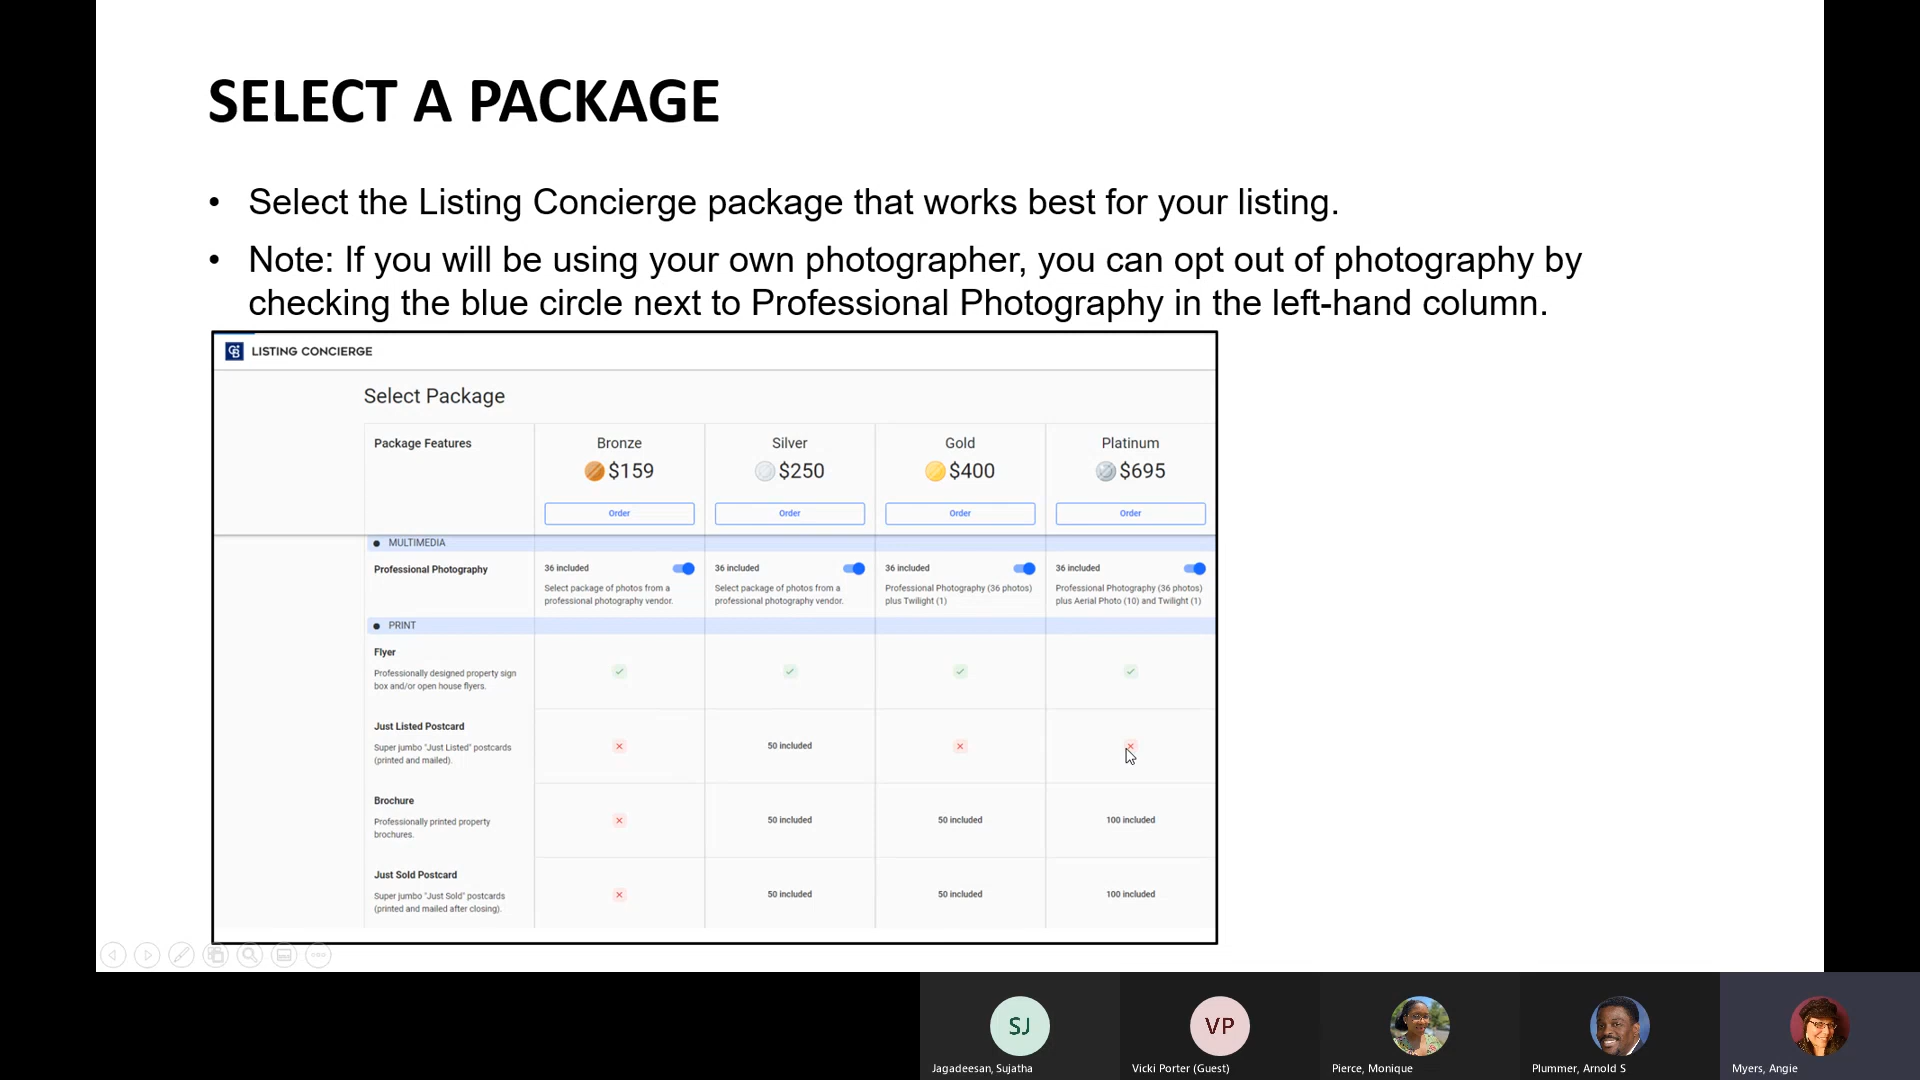 SELECT A PACKAGE
• Select the Listing Concierge package that works best for your listing.
• Note: If you will be using your own photographer, you can opt out of photography by
checking the blue circle next to Professional Photography in the left-hand column.
CB LISTING CONCIERGE
Select Package
Package Features
Bronze
$159
Order
Silver
$250
Order
Gold
$400
Order
Platinum
$695
Order
MULTIMEDIA
Professional Photography
36 included
Select package of photos from a
professional photography vendor.
36 included
Select package of photos from a
professional photography vendor.
36 included
Professional Photography (36 photos)
plus Twilight (1)
36 included
Professional Photography (36 photos)
plus Aerial Photo (10) and Twilight (1)
PRINT
Flyer
Professionally designed property sign
box and/or open house flyers.
Just Listed Postcard
Super jumbo "Just Listed" postcards
(printed and mailed).
50 included
Brochure
Professionally printed property
brochures.
50 included
50 included
100 included
Just Sold Postcard
Super jumbo "Just Sold" postcards
(printed and mailed after closing).
50 included
50 included
100 included
SJ
Jagadeesan, Sujatha
VP
Vicki Porter (Guest)
Pierce, Monique
Plummer, Arnold S
Myers, Angie